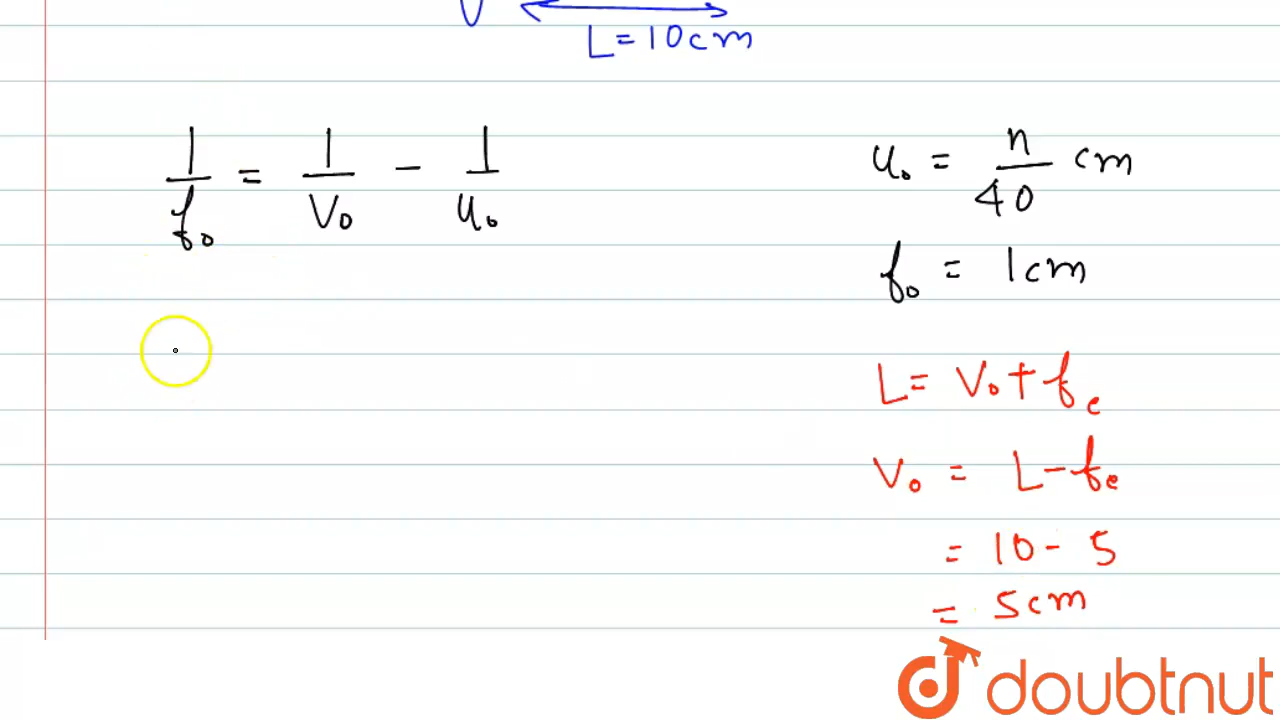 V
L=10cm
1/f₀ = 1/V₀ - 1/u₀
u₀ = n/40 cm
f₀ = 1cm
L= V₀ + fe
V₀ = L-fe
= 10- 5
= 5cm
doubtnut